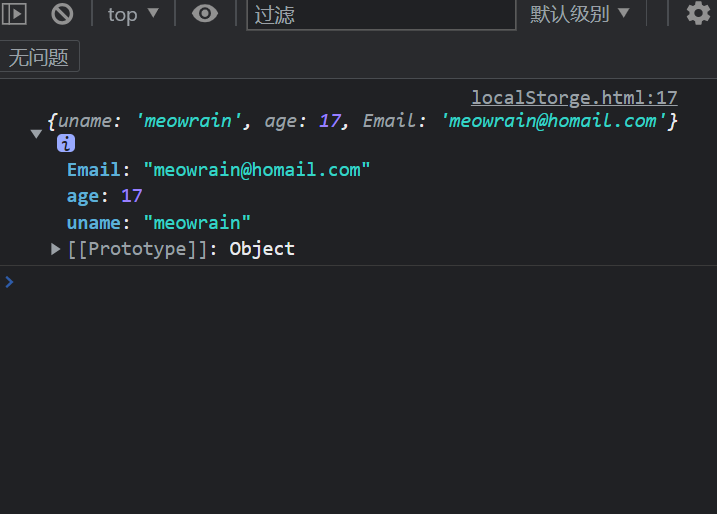 top 过滤 默认级别
无问题
localStorge.html:17
{uname: 'meowrain', age: 17, Email: 'meowrain@homail.com'}
i
Email: "meowrain@homail.com"
age: 17
uname: "meowrain"
[[Prototype]]: Object